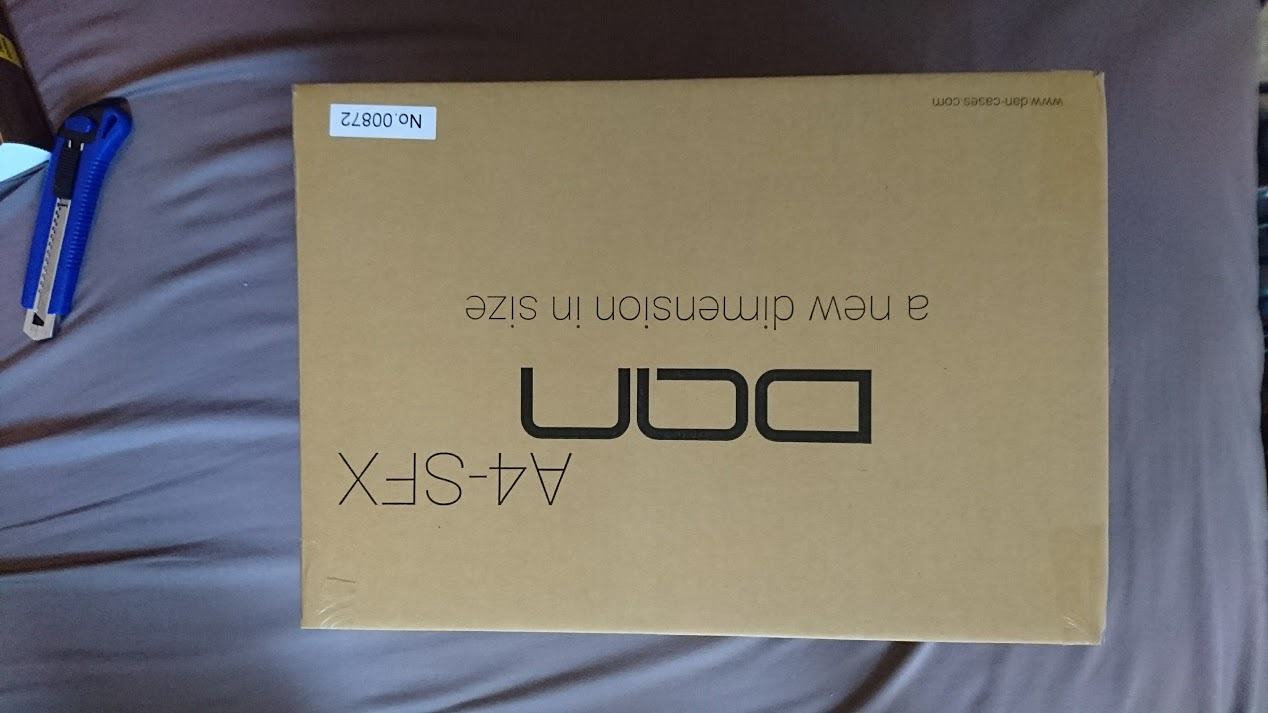 A4-SFX
Dan
a new dimension in size
www.dan-cases.com
No.00872